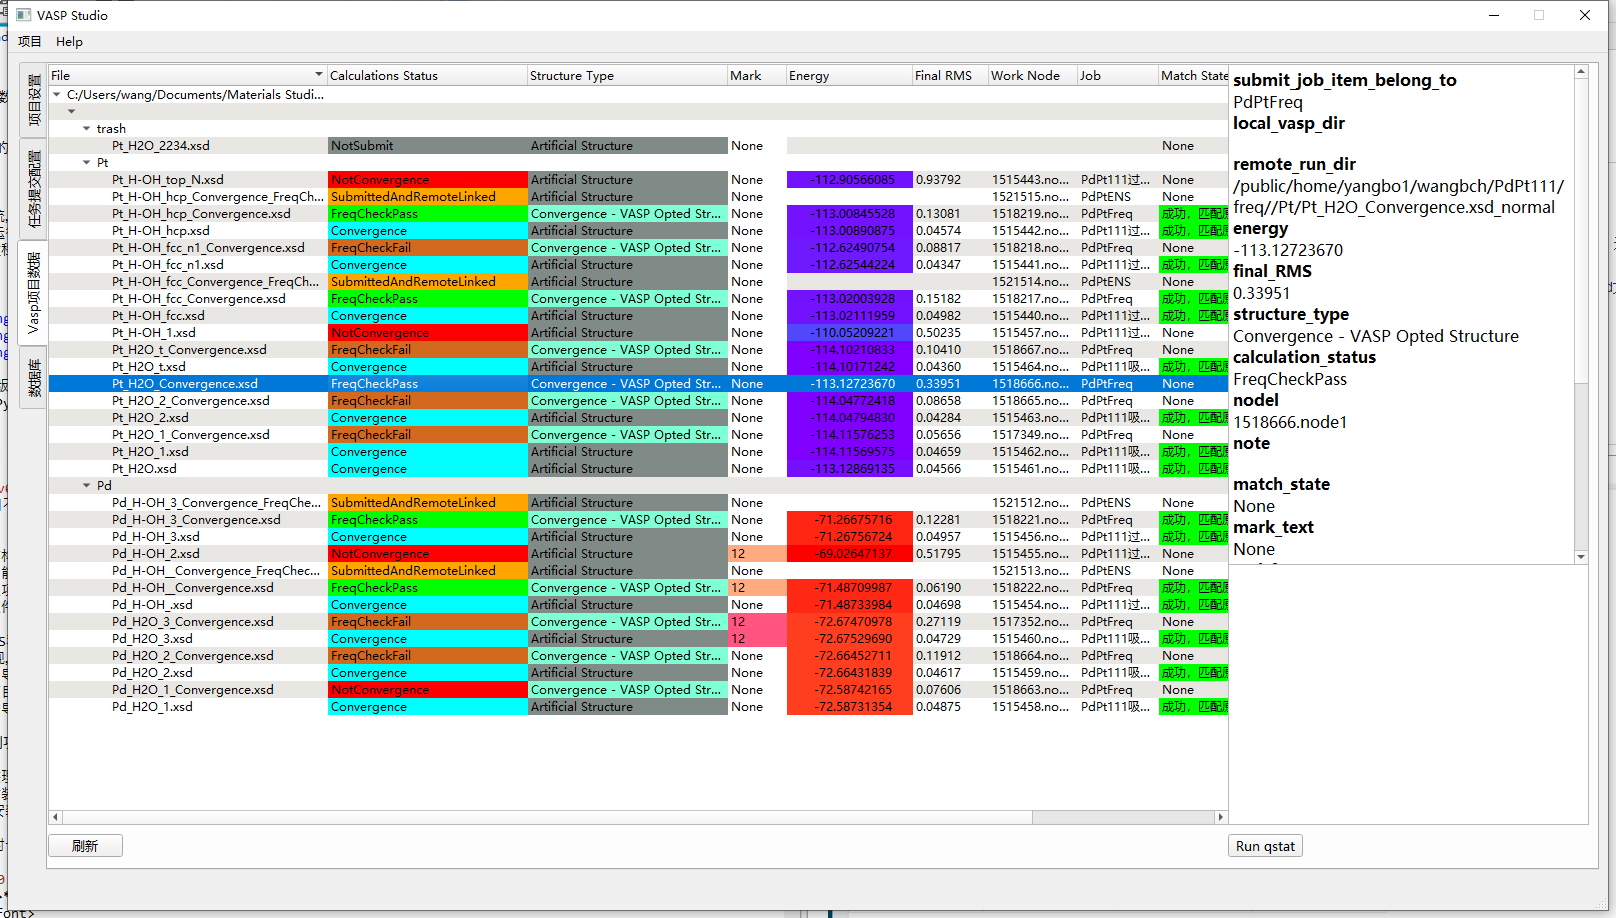 VASP Studio
项目 Help
项目设置
任务提交配置
Vasp项目数据
数据库
File Calculations Status Structure Type Mark Energy Final RMS Work Node Job Match State
C:/Users/wang/Documents/Materials Studi...
trash
Pt_H2O_2234.xsd NotSubmit Artificial Structure None None
Pt
Pt_H-OH_top_N.xsd NotConvergence Artificial Structure None -112.90566085 0.93792 1515443.no... PdPt111过... None
Pt_H-OH_hcp_Convergence_FreqCh... SubmittedAndRemoteLinked Artificial Structure None 1521515.no... PdPtENS None
Pt_H-OH_hcp_Convergence.xsd FreqCheckPass Convergence - VASP Opted Str... None -113.00845528 0.13081 1518219.no... PdPtFreq 成功，匹配
Pt_H-OH_hcp.xsd Convergence Artificial Structure None -113.00890875 0.04574 1515442.no... PdPt111过... 成功，匹配
Pt_H-OH_fcc_n1_Convergence.xsd FreqCheckFail Convergence - VASP Opted Str... None -112.62490754 0.08817 1518218.no... PdPtFreq None
Pt_H-OH_fcc_n1.xsd Convergence Artificial Structure None -112.62544224 0.04347 1515441.no... PdPt111过... 成功，匹配
Pt_H-OH_fcc_Convergence_FreqCh... SubmittedAndRemoteLinked Artificial Structure None 1521514.no... PdPtENS None
Pt_H-OH_fcc_Convergence.xsd FreqCheckPass Convergence - VASP Opted Str... None -113.02003928 0.15182 1518217.no... PdPtFreq 成功，匹配
Pt_H-OH_fcc.xsd Convergence Artificial Structure None -113.02111959 0.04982 1515440.no... PdPt111过... 成功，匹配
Pt_H-OH_1.xsd NotConvergence Artificial Structure None -110.05209221 0.50235 1515457.no... PdPt111过... None
Pt_H2O_t_Convergence.xsd FreqCheckFail Convergence - VASP Opted Str... None -114.10210833 0.10410 1518667.no... PdPtFreq None
Pt_H2O_t.xsd Convergence Artificial Structure None -114.10171242 0.04360 1515464.no... PdPt111吸... 成功，匹配
Pt_H2O_Convergence.xsd FreqCheckPass Convergence - VASP Opted Str... None -113.12723670 0.33951 1518666.no... PdPtFreq None
Pt_H2O_2_Convergence.xsd FreqCheckFail Convergence - VASP Opted Str... None -114.04772418 0.08658 1518665.no... PdPtFreq None
Pt_H2O_2.xsd Convergence Artificial Structure None -114.04794830 0.04284 1515463.no... PdPt111吸... 成功，匹配
Pt_H2O_1_Convergence.xsd FreqCheckFail Convergence - VASP Opted Str... None -114.11576253 0.05656 1517349.no... PdPtFreq None
Pt_H2O_1.xsd Convergence Artificial Structure None -114.11569575 0.04659 1515462.no... PdPt111吸... 成功，匹配
Pt_H2O.xsd Convergence Artificial Structure None -113.12869135 0.04566 1515461.no... PdPt111吸... 成功，匹配
Pd
Pd_H-OH_3_Convergence_FreqChe... SubmittedAndRemoteLinked Artificial Structure None 1521512.no... PdPtENS None
Pd_H-OH_3_Convergence.xsd FreqCheckPass Convergence - VASP Opted Str... None -71.26675716 0.12281 1518221.no... PdPtFreq 成功，匹配
Pd_H-OH_3.xsd Convergence Artificial Structure None -71.26756724 0.04957 1515456.no... PdPt111过... 成功，匹配
Pd_H-OH_2.xsd NotConvergence Artificial Structure 12 -69.02647137 0.51795 1515455.no... PdPt111过... None
Pd_H-OH__Convergence_FreqChec... SubmittedAndRemoteLinked Artificial Structure None 1521513.no... PdPtENS None
Pd_H-OH__Convergence.xsd FreqCheckPass Convergence - VASP Opted Str... 12 -71.48709987 0.06190 1518222.no... PdPtFreq 成功，匹配
Pd_H-OH_.xsd Convergence Artificial Structure None -71.48733984 0.04698 1515454.no... PdPt111过... 成功，匹配
Pd_H2O_3_Convergence.xsd FreqCheckFail Convergence - VASP Opted Str... 12 -72.67470978 0.27119 1517352.no... PdPtFreq None
Pd_H2O_3.xsd Convergence Artificial Structure 12 -72.67529690 0.04729 1515460.no... PdPt111吸... 成功，匹配
Pd_H2O_2_Convergence.xsd FreqCheckFail Convergence - VASP Opted Str... None -72.66452711 0.11912 1518664.no... PdPtFreq None
Pd_H2O_2.xsd Convergence Artificial Structure None -72.66431839 0.04617 1515459.no... PdPt111吸... 成功，匹配
Pd_H2O_1_Convergence.xsd NotConvergence Convergence - VASP Opted Str... None -72.58742165 0.07606 1518663.no... PdPtFreq None
Pd_H2O_1.xsd Convergence Artificial Structure None -72.58731354 0.04875 1515458.no... PdPt111吸... 成功，匹配
submit_job_item_belong_to
PdPtFreq
local_vasp_dir
remote_run_dir
/public/home/yangbo1/wangbch/PdPt111/
freq//Pt/Pt_H2O_Convergence.xsd_normal
energy
-113.12723670
final_RMS
0.33951
structure_type
Convergence - VASP Opted Structure
calculation_status
FreqCheckPass
nodel
1518666.node1
note
match_state
None
mark_text
None
刷新
Run qstat
Font>